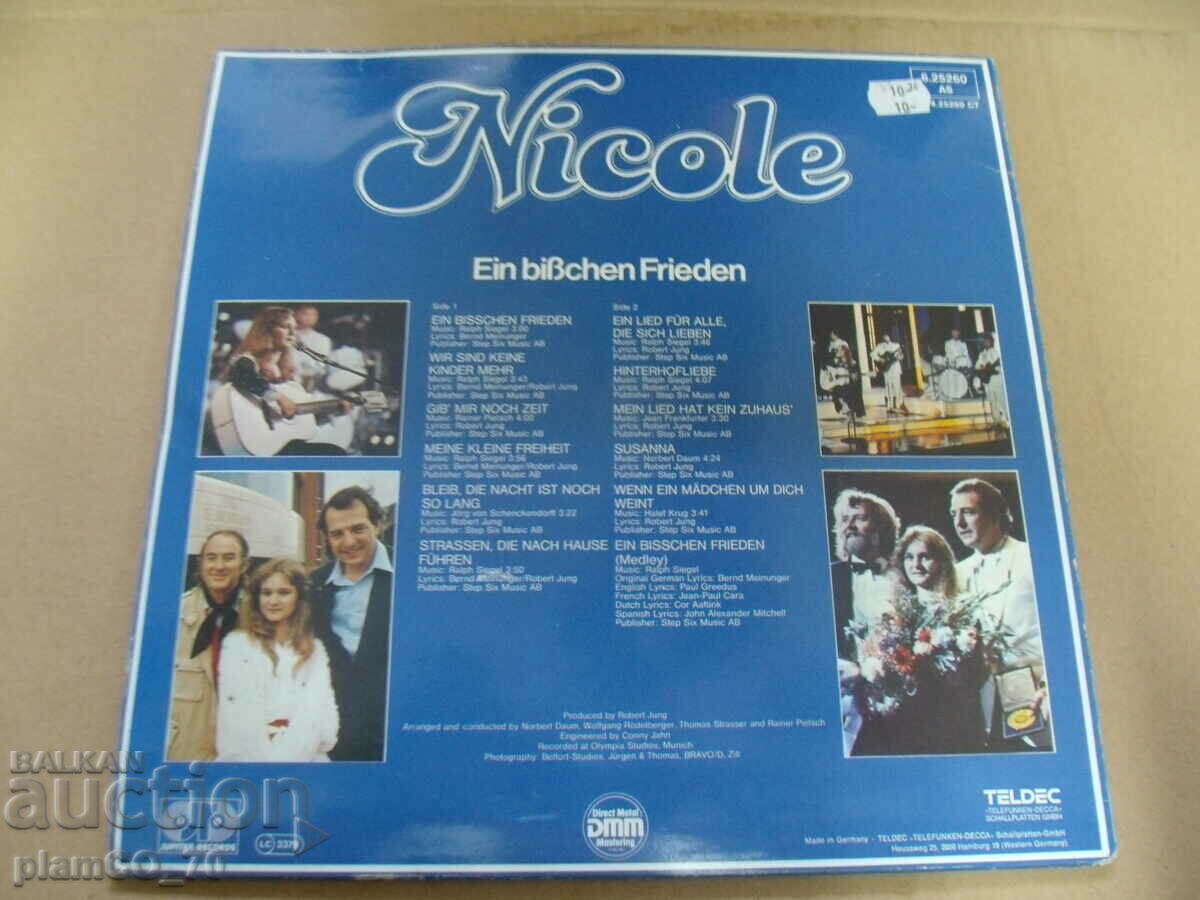 Nicole
6.25260
AS
4.25260 CT
10.-
Ein bißchen Frieden
Side 1
EIN BISSCHEN FRIEDEN
Music: Ralph Siegel 3:00
Lyrics: Bernd Meinunger
Publisher: Step Six Music AB
WIR SIND KEINE
KINDER MEHR
Music: Ralph Siegel 3:43
Lyrics: Bernd Meinunger/Robert Jung
Publisher: Step Six Music AB
GIB' MIR NOCH ZEIT
Music: Rainer Pietsch 4:00
Lyrics: Robert Jung
Publisher: Step Six Music AB
MEINE KLEINE FREIHEIT
Music: Ralph Siegel 3:56
Lyrics: Bernd Meinunger/Robert Jung
Publisher: Step Six Music AB
BLEIB, DIE NACHT IST NOCH
SO LANG
Music: Jörg von Schenckendorff 3:22
Lyrics: Robert Jung
Publisher: Step Six Music AB
STRASSEN, DIE NACH HAUSE
FÜHREN
Music: Ralph Siegel 3:50
Lyrics: Bernd Meinunger/Robert Jung
Publisher: Step Six Music AB
Side 2
EIN LIED FÜR ALLE,
DIE SICH LIEBEN
Music: Ralph Siegel 3:46
Lyrics: Robert Jung
Publisher: Step Six Music AB
HINTERHOFLIEBE
Music: Ralph Siegel 4:07
Lyrics: Robert Jung
Publisher: Step Six Music AB
MEIN LIED HAT KEIN ZUHAUS'
Music: Jean Frankfurter 3:30
Lyrics: Robert Jung
Publisher: Step Six Music AB
SUSANNA
Music: Norbert Daum 4:24
Lyrics: Robert Jung
Publisher: Step Six Music AB
WENN EIN MÄDCHEN UM DICH
WEINT
Music: Halet Krug 3:41
Lyrics: Robert Jung
Publisher: Step Six Music AB
EIN BISSCHEN FRIEDEN
(Medley)
Music: Ralph Siegel
Original German Lyrics: Bernd Meinunger
English Lyrics: Paul Greedus
French Lyrics: Jean-Paul Cara
Dutch Lyrics: Cor Aaftink
Spanish Lyrics: John Alexander Mitchell
Publisher: Step Six Music AB
Produced by Robert Jung
Arranged and conducted by Norbert Daum, Wolfgang Rödelberger, Thomas Strasser and Rainer Pietsch
Engineered by Conny Jahn
Recorded at Olympia Studios, Munich
Photography: Belfort-Studios, Jürgen & Thomas, BRAVO/D, Zill
BALKAN
auction
plamCO_70
JUPITER RECORDS
LC
Direct Metal
DMM
Mastering
TELDEC
»TELEFUNKEN-DECCA«
SCHALLPLATTEN GMBH
Made in Germany - TELDEC »TELEFUNKEN-DECCA« Schallplatten-GmbH
Heussweg 25, 2000 Hamburg 19 (Western Germany)